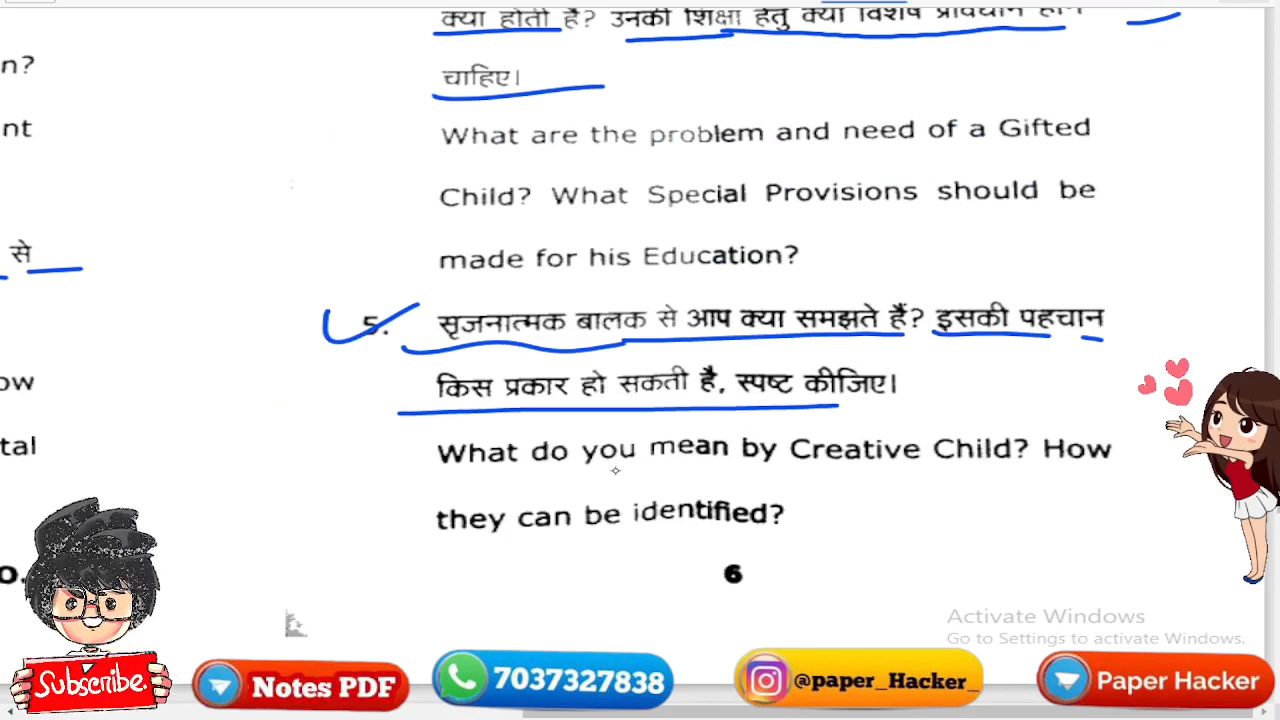 क्या होती है? उनकी शिक्षा हेतु क्या विशेष प्रावधान होने
चाहिए।
n?
nt
What are the problem and need of a Gifted
Child? What Special Provisions should be
made for his Education?
से
5. सृजनात्मक बालक से आप क्या समझते हैं? इसकी पहचान
किस प्रकार हो सकती है, स्पष्ट कीजिए।
ow
tal
What do you mean by Creative Child? How
they can be identified?
o.
6
Activate Windows
Go to Settings to activate Windows.
Subscribe.
Notes PDF
7037327838
@paper_Hacker_
Paper Hacker